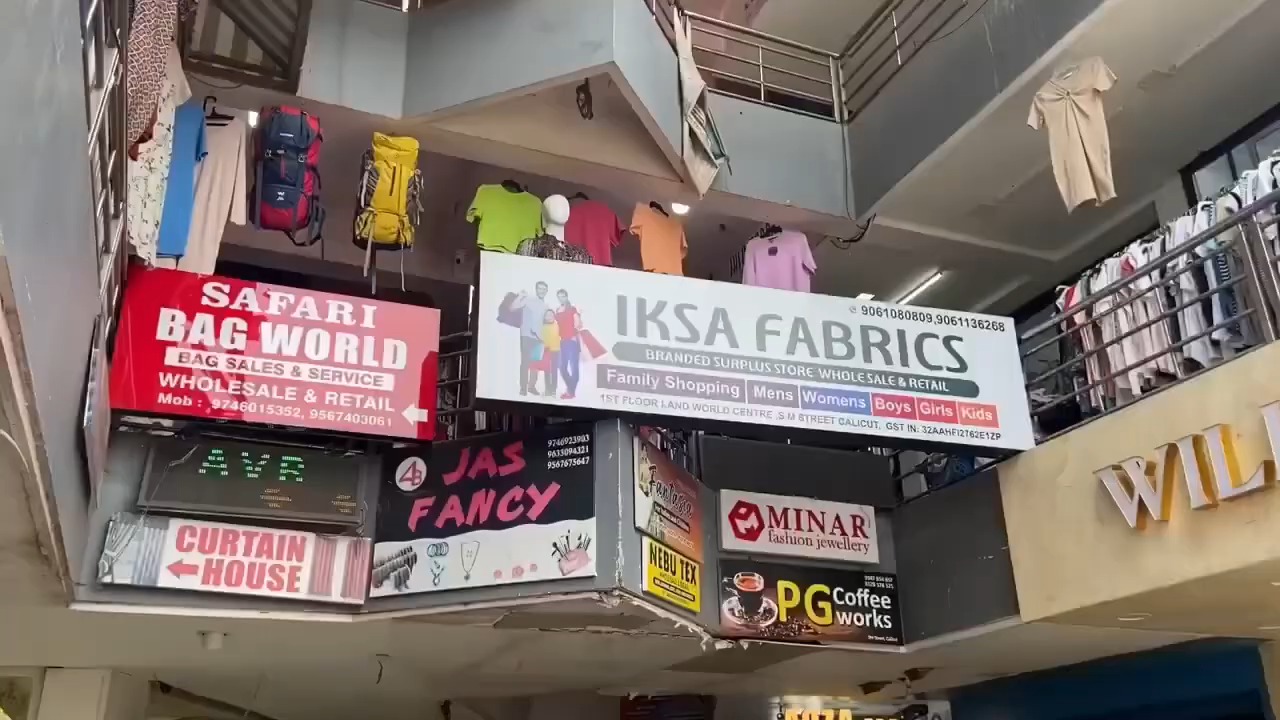 SAFARI
BAG WORLD
BAG SALES & SERVICE
WHOLESALE & RETAIL
Mob : 9746015352, 9567403061
9061080809,9061136268
IKSA FABRICS
BRANDED SURPLUS STORE WHOLESALE & RETAIL
Family Shopping Mens Womens Boys Girls Kids
1ST FLOOR LAND WORLD CENTRE ,S M STREET CALICUT, GST IN: 32AAHFI2762E1ZP
CURTAIN
HOUSE
JAS
FANCY
9746923903
9633094321
9567675647
Fantasia
NEBU TEX
MINAR
fashion jewellery
PG Coffee
works
WIL